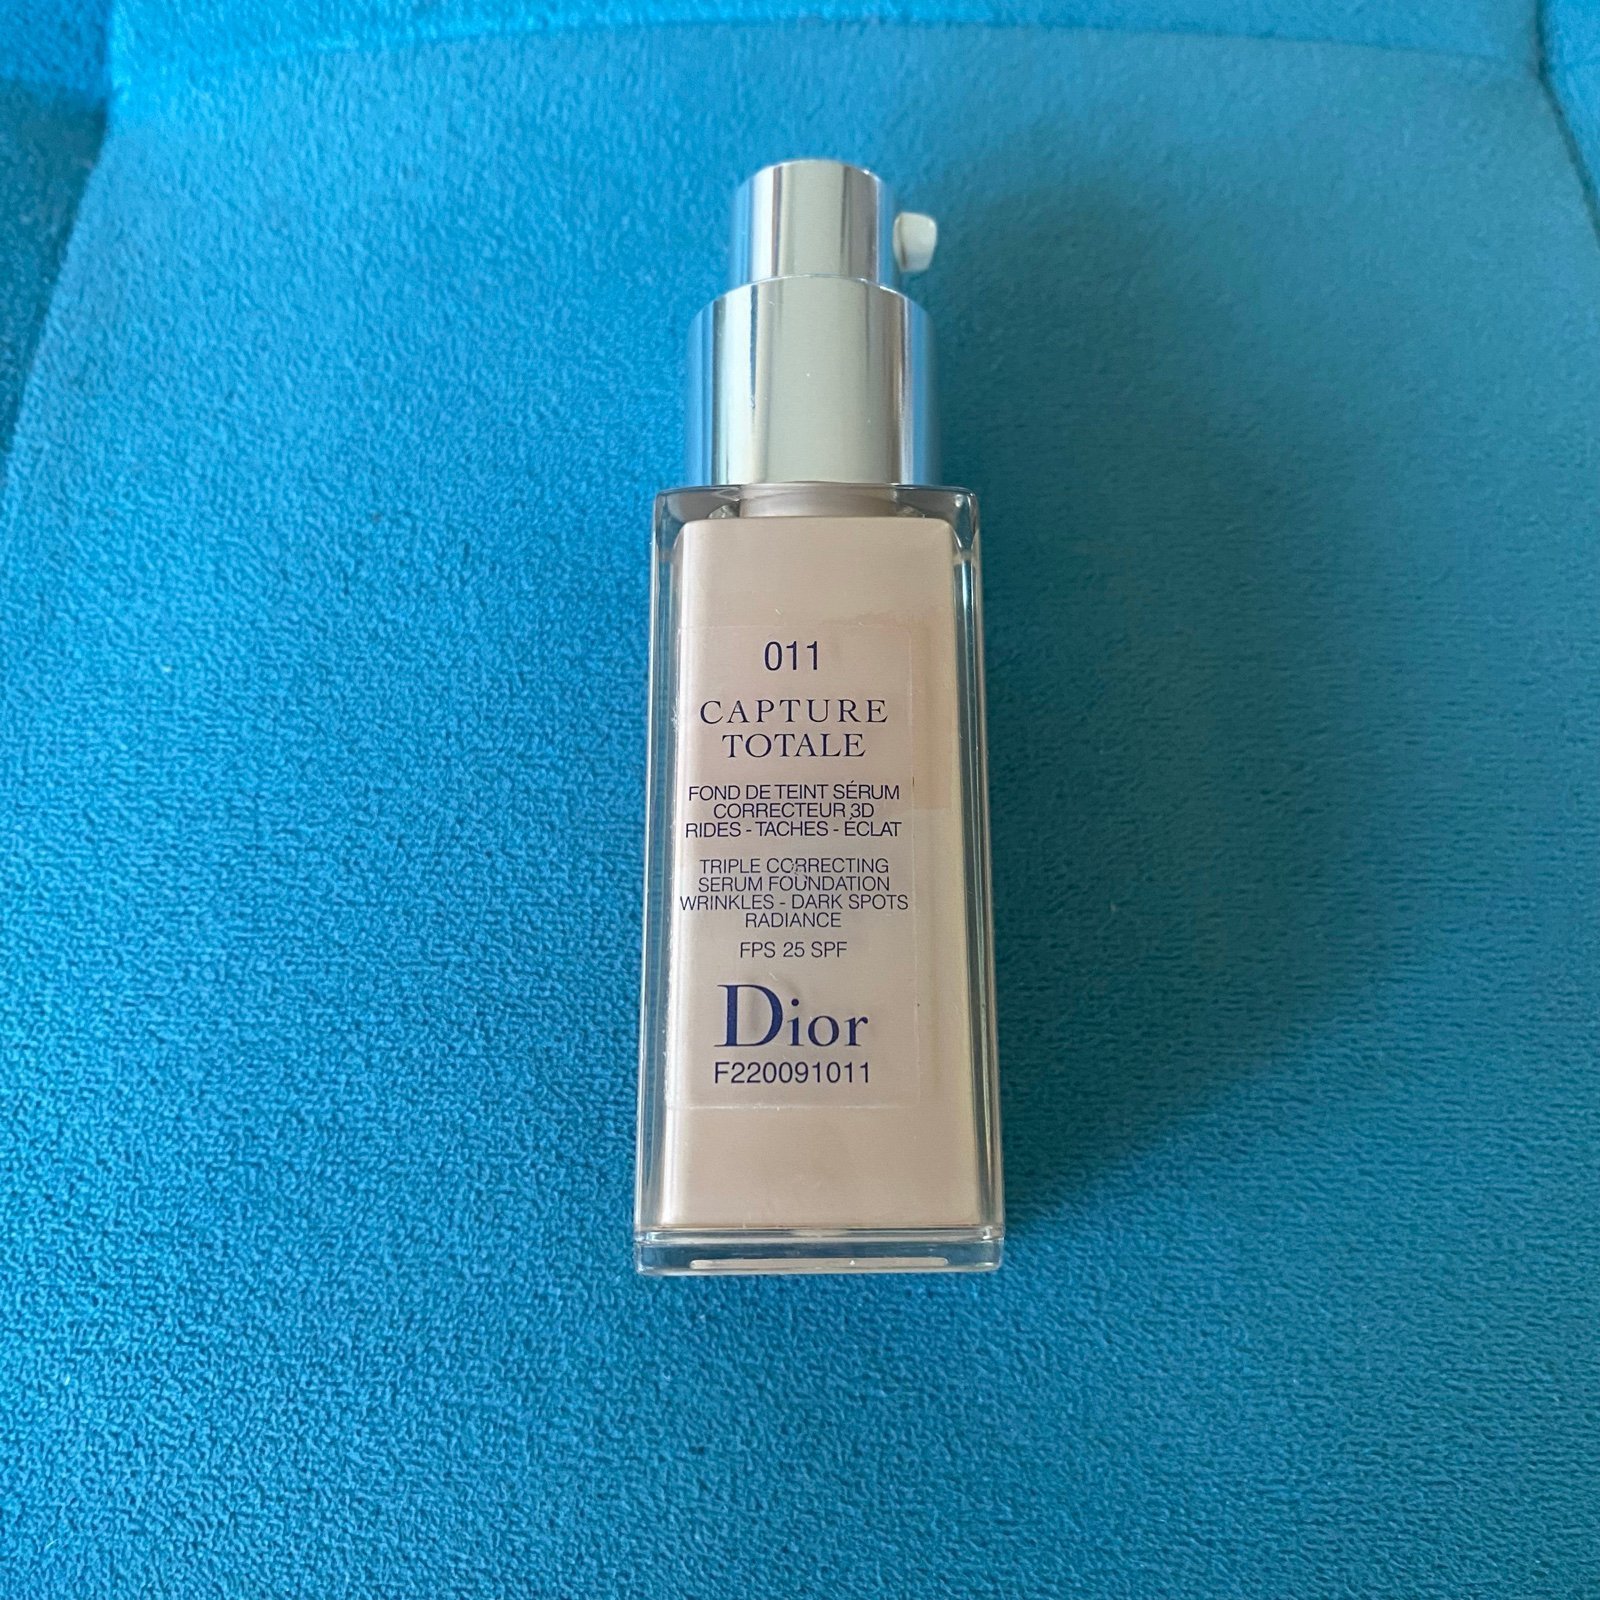 011
CAPTURE
TOTALE
FOND DE TEINT SÉRUM
CORRECTEUR 3D
RIDES - TACHES - ÉCLAT
TRIPLE CORRECTING
SERUM FOUNDATION
WRINKLES - DARK SPOTS
RADIANCE
FPS 25 SPF
Dior
F220091011